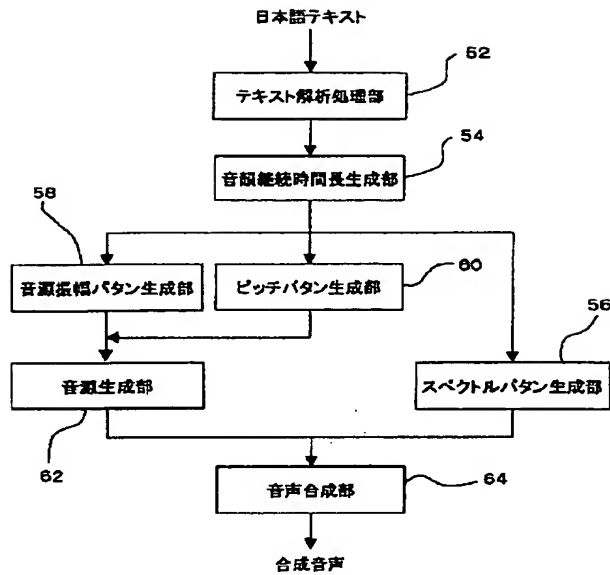 日本語テキスト
52
テキスト解析処理部
54
音韻継続時間長生成部
58
60
音源振幅パタン生成部
ピッチパタン生成部
56
音源生成部
スペクトルパタン生成部
62
音声合成部
64
合成音声